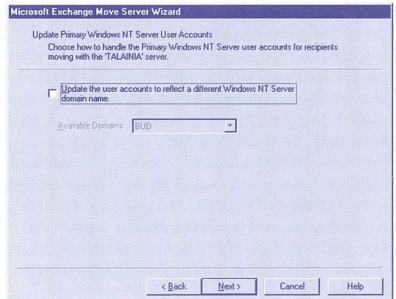 Microsoft Exchange Move Server Wizard
Update Primary Windows NT Server User Accounts
Choose how to handle the Primary Windows NT Server user accounts for recipients
moving with the 'TALAINIA' server.
Update the user accounts to reflect a different Windows NT Server
domain name.
Available Domains: BUD
< Back Next > Cancel Help